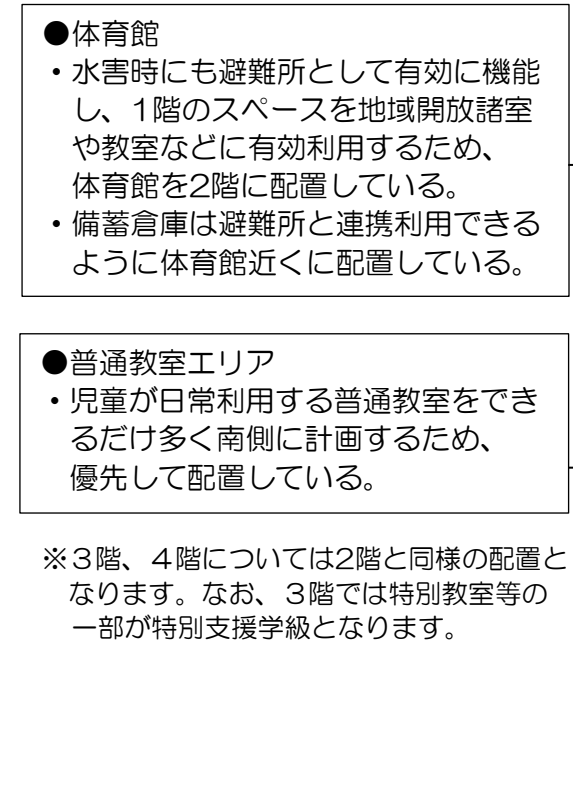 ●体育館
・水害時にも避難所として有効に機能
し、1階のスペースを地域開放諸室
や教室などに有効利用するため、
体育館を2階に配置している。
・備蓄倉庫は避難所と連携利用できる
ように体育館近くに配置している。
●普通教室エリア
・児童が日常利用する普通教室をでき
るだけ多く南側に計画するため、
優先して配置している。
※３階、４階については2階と同様の配置と
なります。なお、３階では特別教室等の
一部が特別支援学級となります。